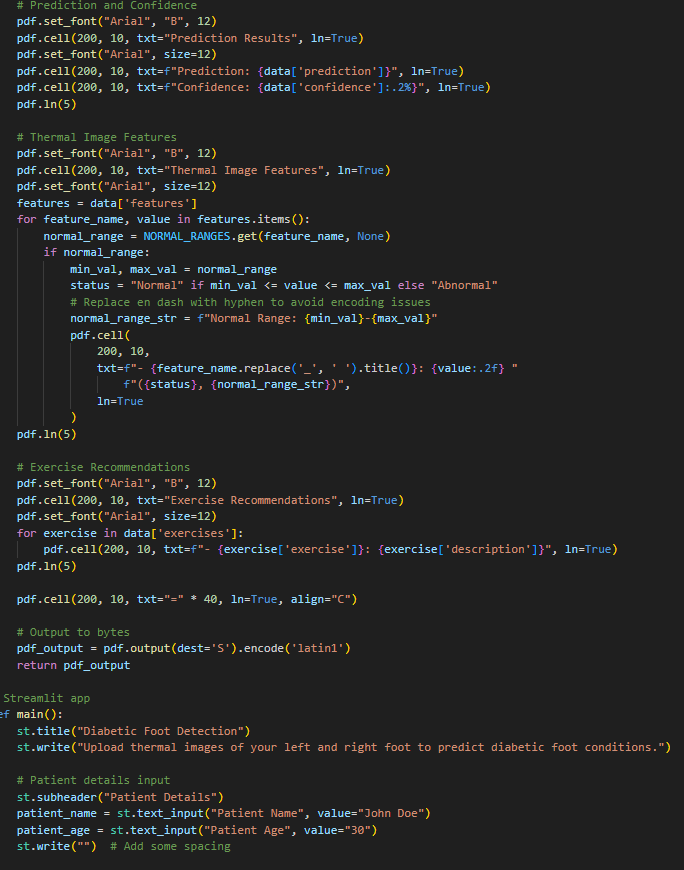 # Prediction and Confidence
pdf.set_font("Arial", "B", 12)
pdf.cell(200, 10, txt="Prediction Results", ln=True)
pdf.set_font("Arial", size=12)
pdf.cell(200, 10, txt=f"Prediction: {data['prediction']}", ln=True)
pdf.cell(200, 10, txt=f"Confidence: {data['confidence']:.2%}", ln=True)
pdf.ln(5)

# Thermal Image Features
pdf.set_font("Arial", "B", 12)
pdf.cell(200, 10, txt="Thermal Image Features", ln=True)
pdf.set_font("Arial", size=12)
features = data['features']
for feature_name, value in features.items():
    normal_range = NORMAL_RANGES.get(feature_name, None)
    if normal_range:
        min_val, max_val = normal_range
        status = "Normal" if min_val <= value <= max_val else "Abnormal"
        # Replace en dash with hyphen to avoid encoding issues
        normal_range_str = f"Normal Range: {min_val}-{max_val}"
        pdf.cell(
            200, 10,
            txt=f"- {feature_name.replace('_', ' ').title()}: {value:.2f} "
                f"({status}, {normal_range_str})",
            ln=True
        )
pdf.ln(5)

# Exercise Recommendations
pdf.set_font("Arial", "B", 12)
pdf.cell(200, 10, txt="Exercise Recommendations", ln=True)
pdf.set_font("Arial", size=12)
for exercise in data['exercises']:
    pdf.cell(200, 10, txt=f"- {exercise['exercise']}: {exercise['description']}", ln=True)
pdf.ln(5)

pdf.cell(200, 10, txt="=" * 40, ln=True, align="C")

# Output to bytes
pdf_output = pdf.output(dest='S').encode('latin1')
return pdf_output

Streamlit app
ef main():
st.title("Diabetic Foot Detection")
st.write("Upload thermal images of your left and right foot to predict diabetic foot conditions.")

# Patient details input
st.subheader("Patient Details")
patient_name = st.text_input("Patient Name", value="John Doe")
patient_age = st.text_input("Patient Age", value="30")
st.write("")  # Add some spacing